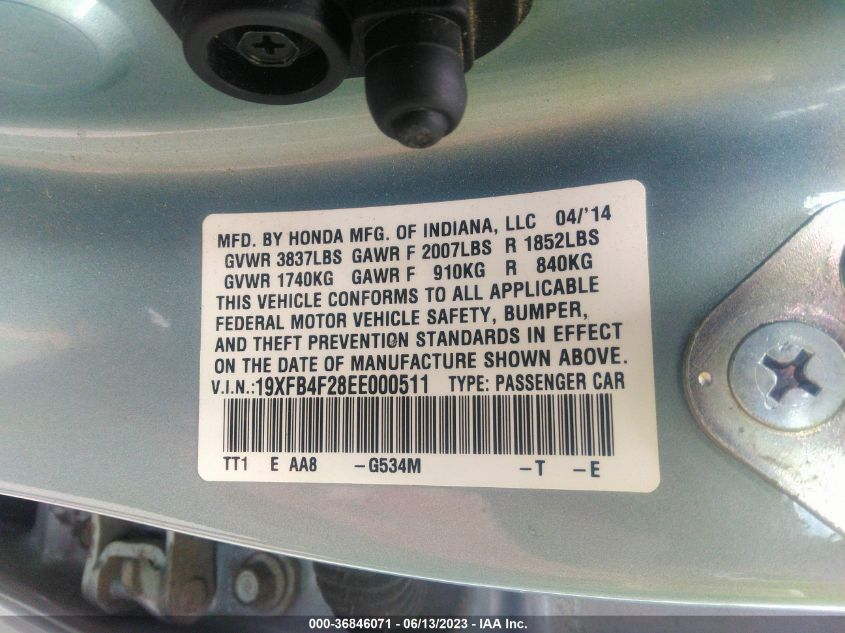 MFD. BY HONDA MFG. OF INDIANA, LLC 04/'14
GVWR 3837LBS GAWR F 2007LBS R 1852LBS
GVWR 1740KG GAWR F 910KG R 840KG
THIS VEHICLE CONFORMS TO ALL APPLICABLE
FEDERAL MOTOR VEHICLE SAFETY, BUMPER,
AND THEFT PREVENTION STANDARDS IN EFFECT
ON THE DATE OF MANUFACTURE SHOWN ABOVE.
V.I.N.:19XFB4F28EE000511 TYPE: PASSENGER CAR
TT1 E AA8 -G534M -T -E
000-36846071 - 06/13/2023 - IAA Inc.